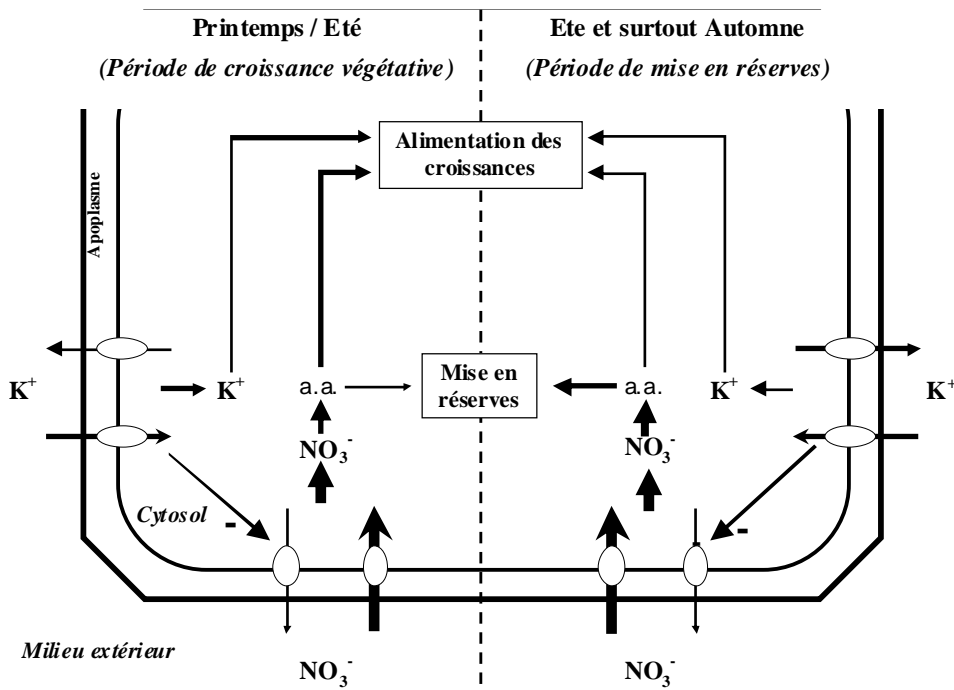 Printemps / Eté
(Période de croissance végétative)
Ete et surtout Automne
(Période de mise en réserves)
Alimentation des
croissances
Apoplasme
Mise en
réserves
K⁺
K⁺
a.a.
a.a.
K⁺
K⁺
NO₃⁻
NO₃⁻
Cytosol
-
-
Milieu extérieur
NO₃⁻
NO₃⁻